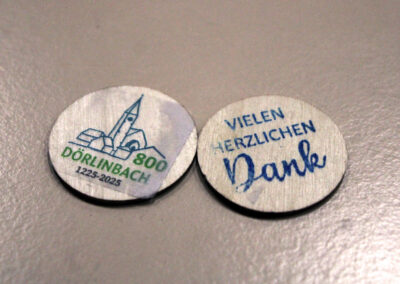 800
DÖRLINBACH
1225-2025
VIELEN
HERZLICHEN
Dank